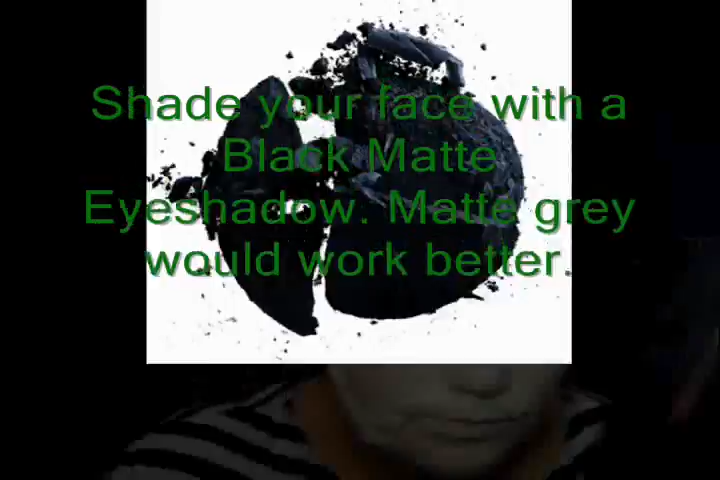 Shade your face with a
Black Matte
Eyeshadow. Matte grey
would work better.